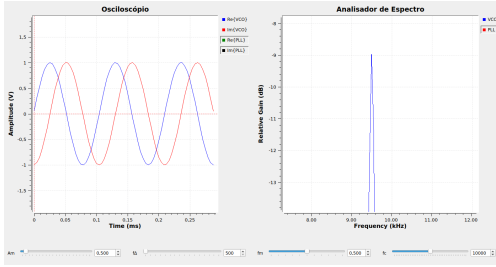 Osciloscópio
Re{VCO}
Im{VCO}
Re{PLL}
Im{PLL}
Amplitude (V)
1.5
1
0.5
0
-0.5
-1
-1.5
0
0.05
0.1
0.15
0.2
0.25
Time (ms)
Analisador de Espectro
VCO
PLL
Relative Gain (dB)
-8
-9
-10
-11
-12
-13
8.00
9.00
10.00
11.00
12.00
Frequency (kHz)
Am
0.500
500
fm
0.500
fc
10000